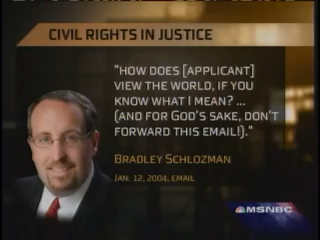 CIVIL RIGHTS IN JUSTICE
"HOW DOES [APPLICANT]
VIEW THE WORLD, IF YOU
KNOW WHAT I MEAN? ...
(AND FOR GOD'S SAKE, DON'T
FORWARD THIS EMAIL!)."
BRADLEY SCHLOZMAN
JAN. 12, 2004, EMAIL
MSNBC